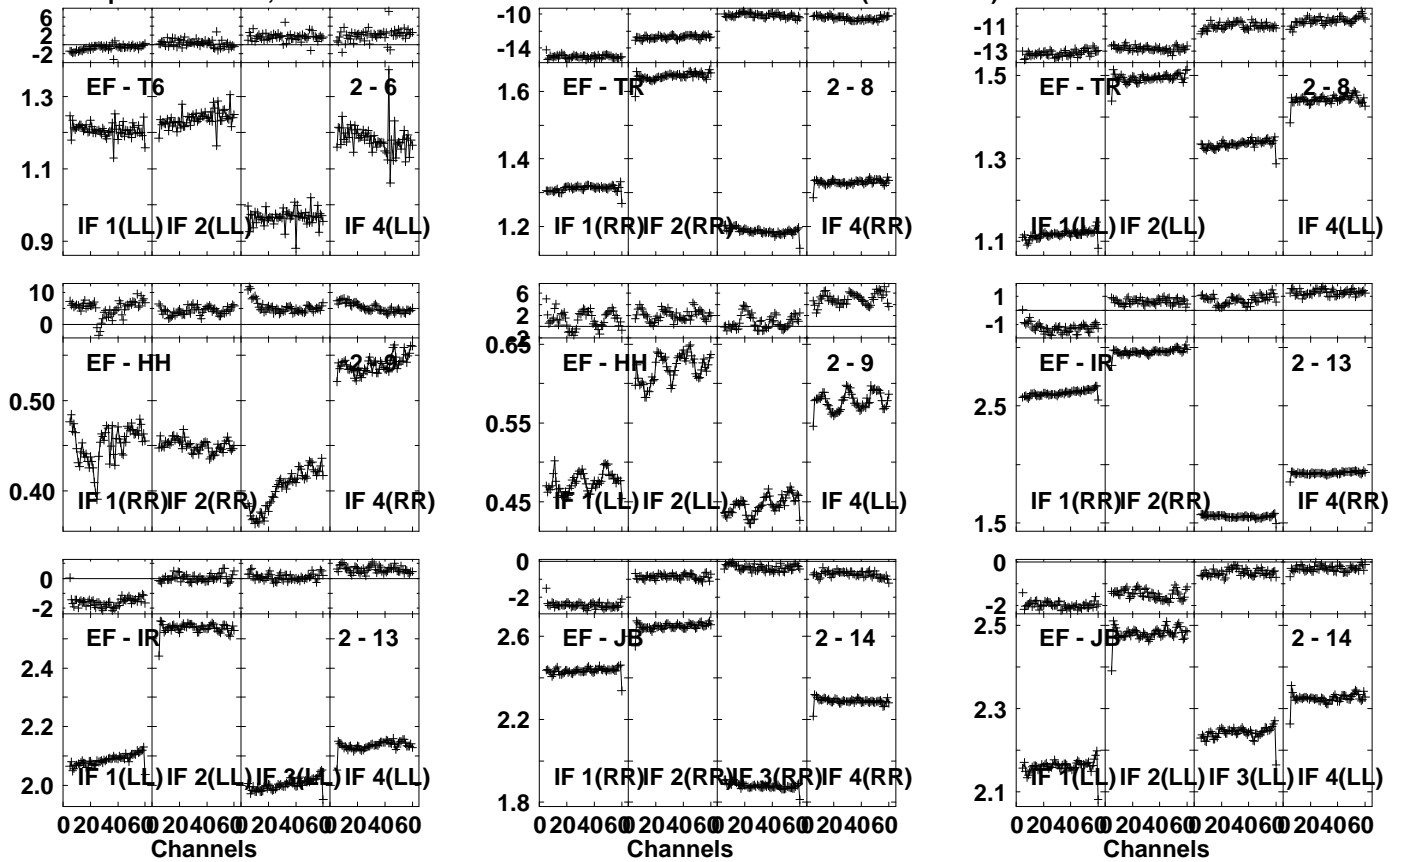 6
2
-2
EF - T6
2 - 6
1.3
1.1
0.9
IF 1(LL)
IF 2(LL)
IF 4(LL)
-10
-14
EF - TR
2 - 8
1.6
1.4
1.2
IF 1(RR)
IF 2(RR)
IF 4(RR)
-11
-13
1.5
EF - TR
2 - 8
1.3
1.1
IF 1(LL)
IF 2(LL)
IF 4(LL)
10
0
EF - HH
2 - 9
0.50
0.40
IF 1(RR)
IF 2(RR)
IF 4(RR)
6
2
-2
0.65
EF - HH
2 - 9
0.55
0.45
IF 1(LL)
IF 2(LL)
IF 4(LL)
1
-1
EF - IR
2 - 13
2.5
1.5
IF 1(RR)
IF 2(RR)
IF 4(RR)
0
-2
EF - IR
2 - 13
2.4
2.2
2.0
IF 1(LL)
IF 2(LL)
IF 3(LL)
IF 4(LL)
0 204060 0 204060 0 204060 0 204060
Channels
0
-2
2.6
EF - JB
2 - 14
2.2
1.8
IF 1(RR)
IF 2(RR)
IF 3(RR)
IF 4(RR)
0 204060 0 204060 0 204060 0 204060
Channels
0
-2
2.5
EF - JB
2 - 14
2.3
2.1
IF 1(LL)
IF 2(LL)
IF 3(LL)
IF 4(LL)
0 204060 0 204060 0 204060 0 204060
Channels